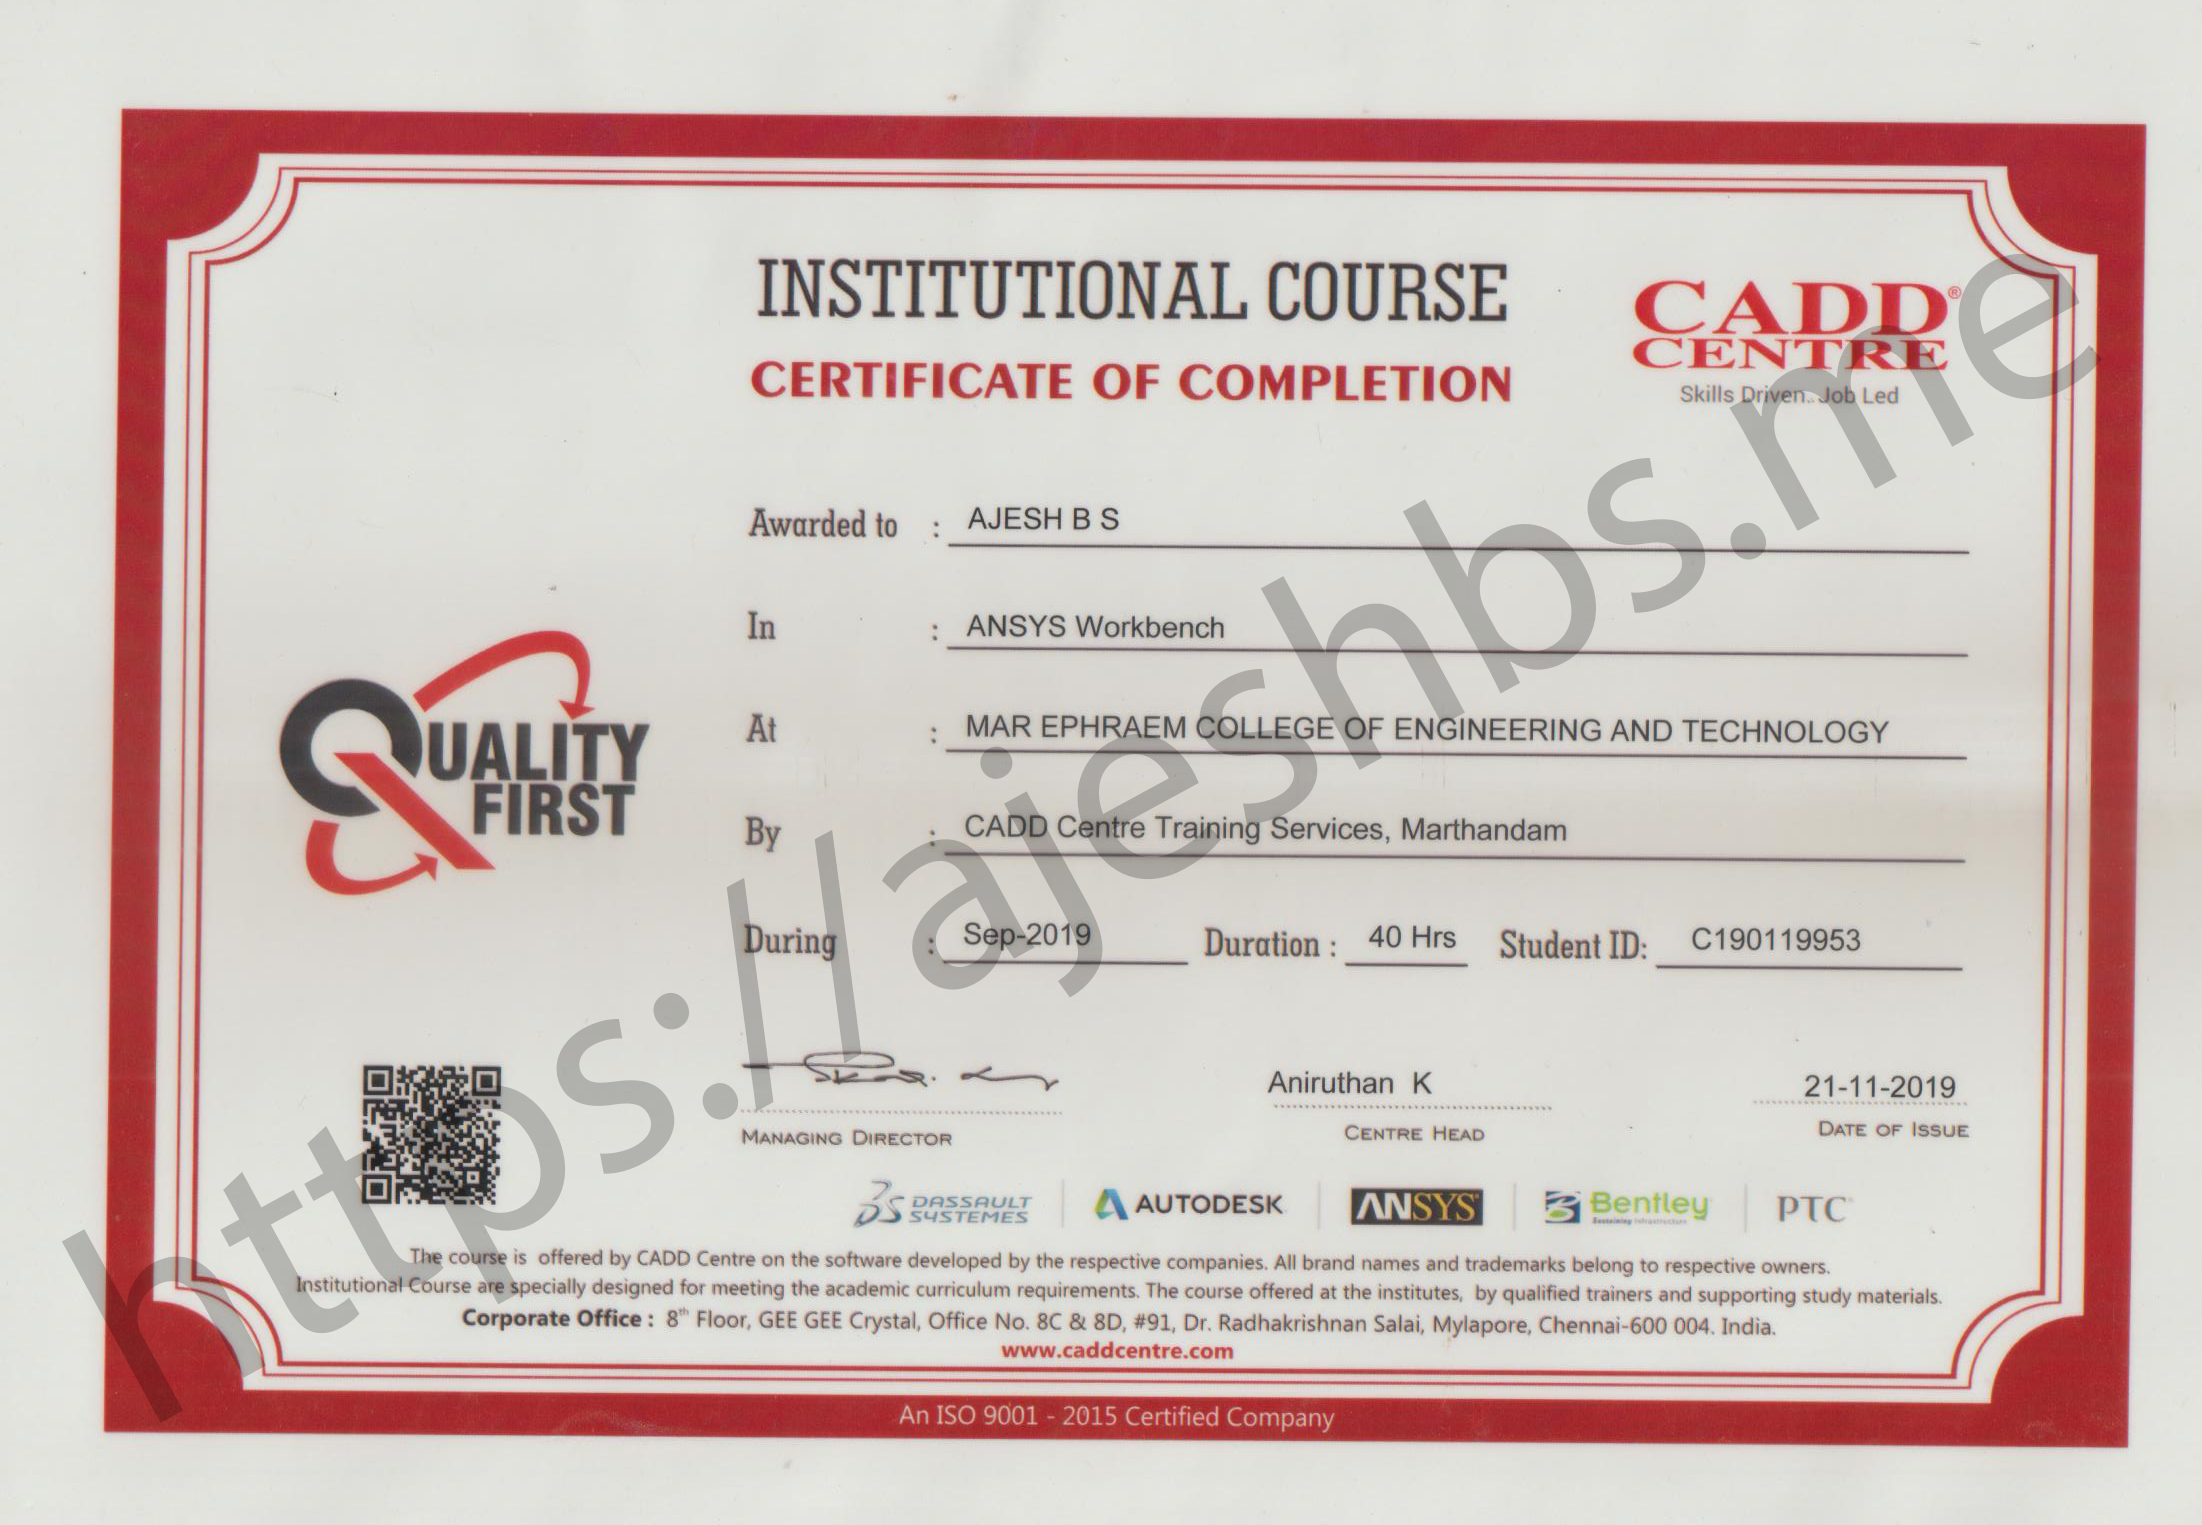 INSTITUTIONAL COURSE
CERTIFICATE OF COMPLETION
CADD®
CENTRE
Skills Driven. Job Led
Awarded to : AJESH B S
In : ANSYS Workbench
At : MAR EPHRAEM COLLEGE OF ENGINEERING AND TECHNOLOGY
By : CADD Centre Training Services, Marthandam
QUALITY
FIRST
During : Sep-2019 Duration : 40 Hrs Student ID: C190119953
Aniruthan K
21-11-2019
MANAGING DIRECTOR
CENTRE HEAD
DATE OF ISSUE
3S DASSAULT SYSTEMES
AUTODESK
ANSYS
Bentley
Sustaining Infrastructure
PTC
The course is offered by CADD Centre on the software developed by the respective companies. All brand names and trademarks belong to respective owners.
Institutional Course are specially designed for meeting the academic curriculum requirements. The course offered at the institutes, by qualified trainers and supporting study materials.
Corporate Office : 8th Floor, GEE GEE Crystal, Office No. 8C & 8D, #91, Dr. Radhakrishnan Salai, Mylapore, Chennai-600 004. India.
www.caddcentre.com
An ISO 9001 - 2015 Certified Company
https://ajeshbs.me